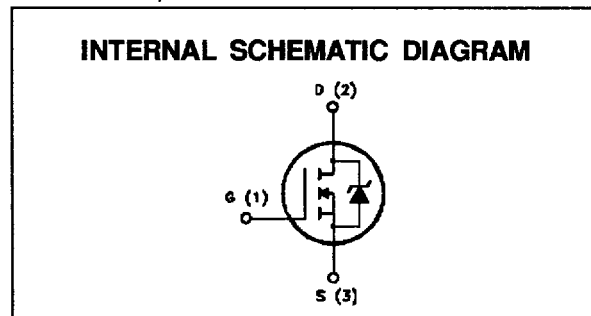 INTERNAL SCHEMATIC DIAGRAM
D (2)
G (1)
S (3)